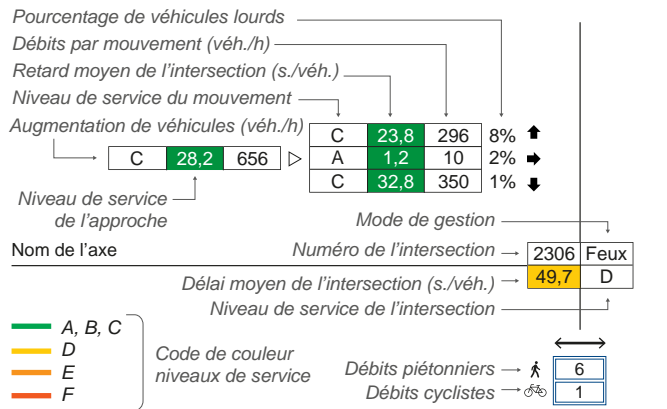 Pourcentage de véhicules lourds
Débits par mouvement (véh./h)
Retard moyen de l'intersection (s./véh.)
Niveau de service du mouvement
Augmentation de véhicules (véh./h)
C 23,8 296 8%
C 28,2 656 A 1,2 10 2%
C 32,8 350 1%
Niveau de service de l'approche
Mode de gestion
Nom de l'axe Numéro de l'intersection 2306 Feux
Délai moyen de l'intersection (s./véh.) 49,7 D
Niveau de service de l'intersection
A, B, C
D
E
F
Code de couleur
niveaux de service
Débits piétonniers 6
Débits cyclistes 1